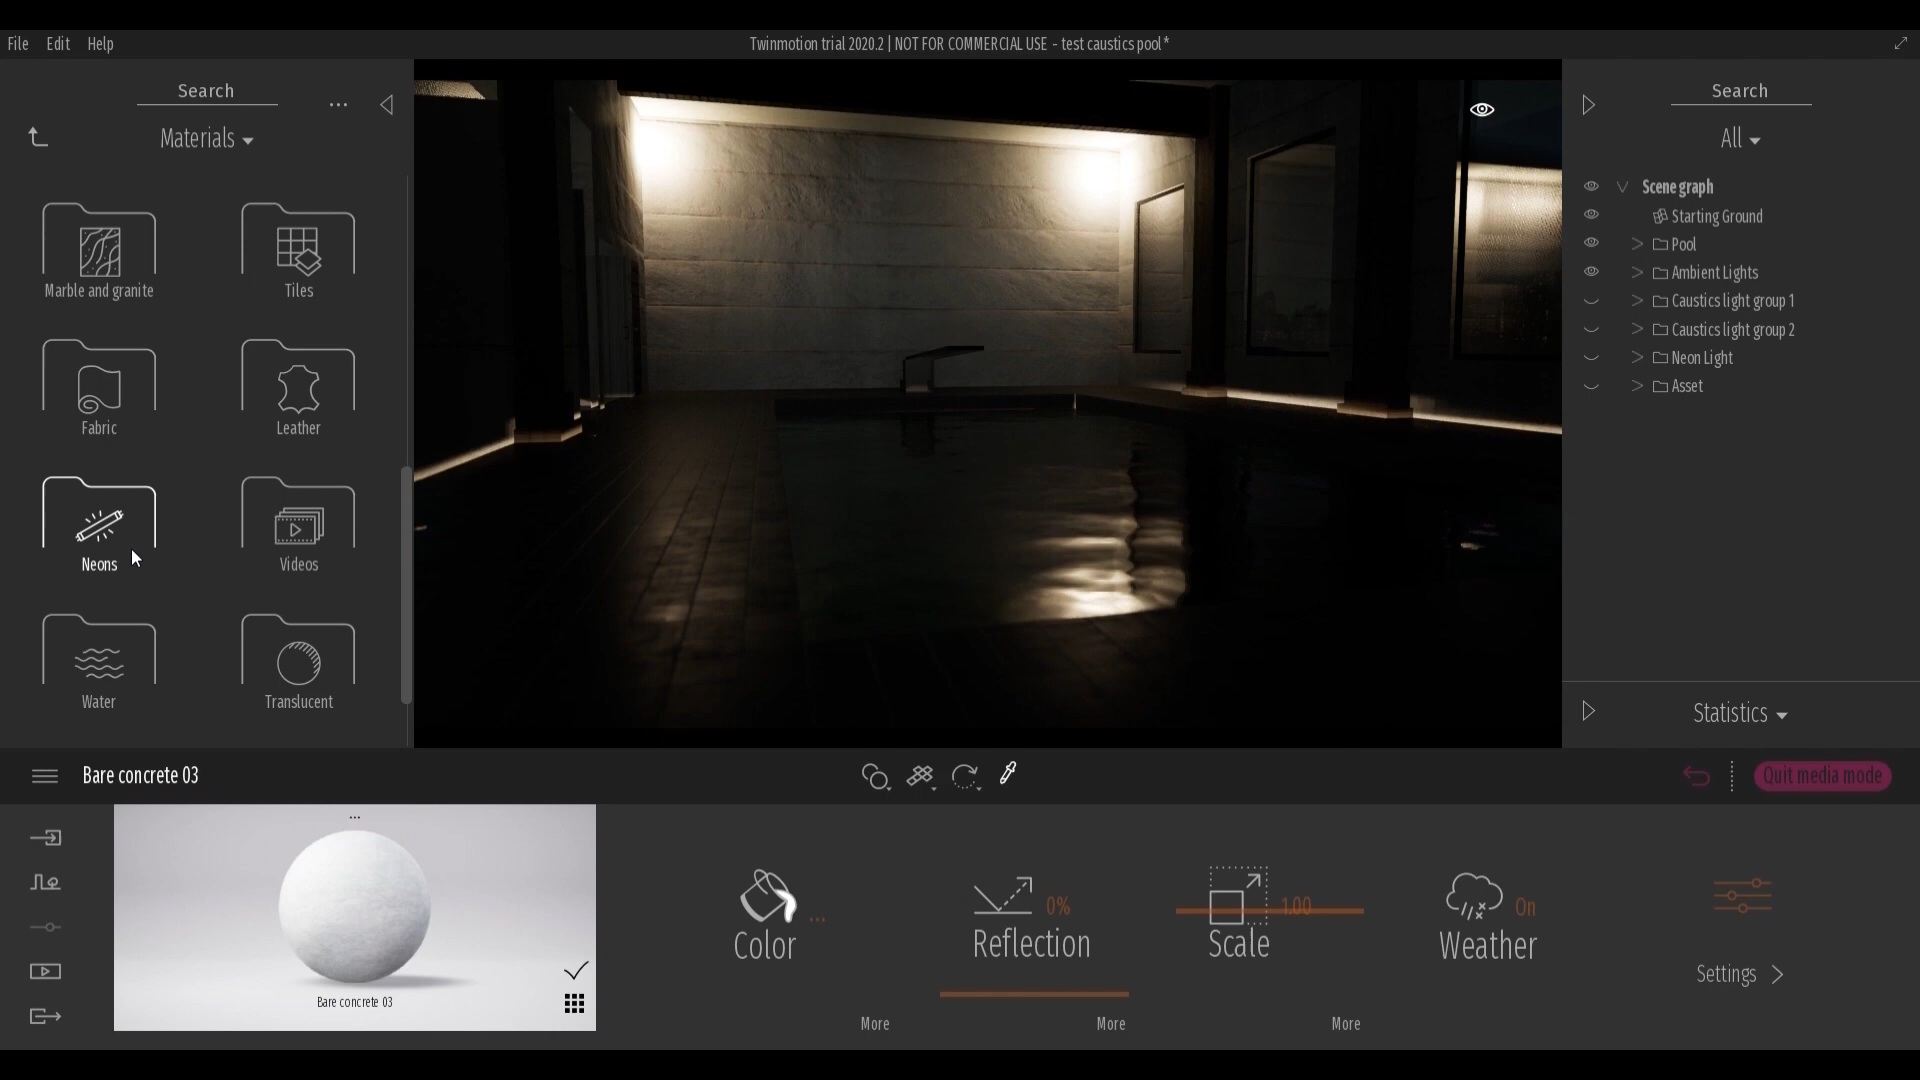 File Edit Help
Twinmotion trial 2020.2 | NOT FOR COMMERCIAL USE - test caustics pool*
Search
...
Materials
Marble and granite
Tiles
Fabric
Leather
Neons
Videos
Water
Translucent
Search
All
Scene graph
Starting Ground
Pool
Ambient Lights
Caustics light group 1
Caustics light group 2
Neon Light
Asset
Statistics
Bare concrete 03
Quit media mode
...
Bare concrete 03
...
Color
More
0%
Reflection
More
1.00
Scale
More
On
Weather
Settings